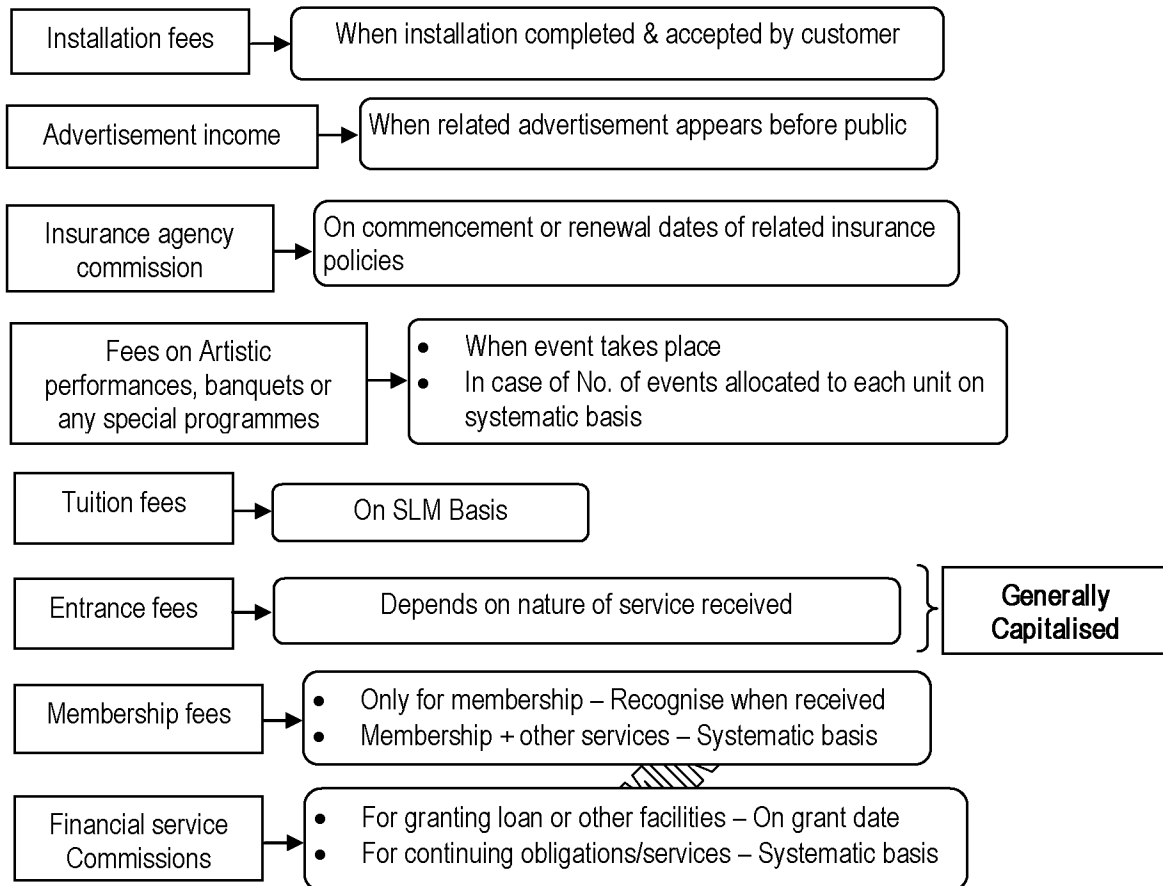 Installation fees
When installation completed & accepted by customer
Advertisement income
When related advertisement appears before public
Insurance agency
commission
On commencement or renewal dates of related insurance
policies
Fees on Artistic
performances, banquets or
any special programmes
• When event takes place
• In case of No. of events allocated to each unit on
systematic basis
Tuition fees
On SLM Basis
Entrance fees
Depends on nature of service received
Generally
Capitalised
Membership fees
• Only for membership – Recognise when received
• Membership + other services – Systematic basis
Financial service
Commissions
• For granting loan or other facilities – On grant date
• For continuing obligations/services – Systematic basis